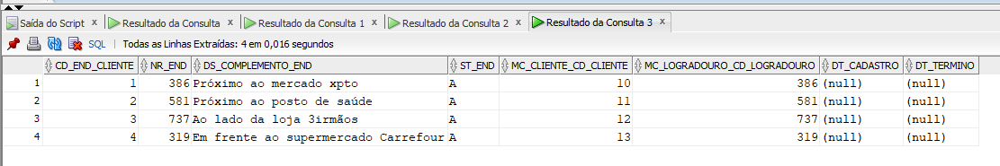 Saída do Script x Resultado da Consulta x Resultado da Consulta 1 x Resultado da Consulta 2 x Resultado da Consulta 3 x
SQL | Todas as Linhas Extraídas: 4 em 0,016 segundos
CD_END_CLIENTE NR_END DS_COMPLEMENTO_END ST_END MC_CLIENTE_CD_CLIENTE MC_LOGRADOURO_CD_LOGRADOURO DT_CADASTRO DT_TERMINO
1 1 386 Próximo ao mercado xpto A 10 386 (null) (null)
2 2 581 Próximo ao posto de saúde A 11 581 (null) (null)
3 3 737 Ao lado da loja 3irmãos A 12 737 (null) (null)
4 4 319 Em frente ao supermercado Carrefour A 13 319 (null) (null)